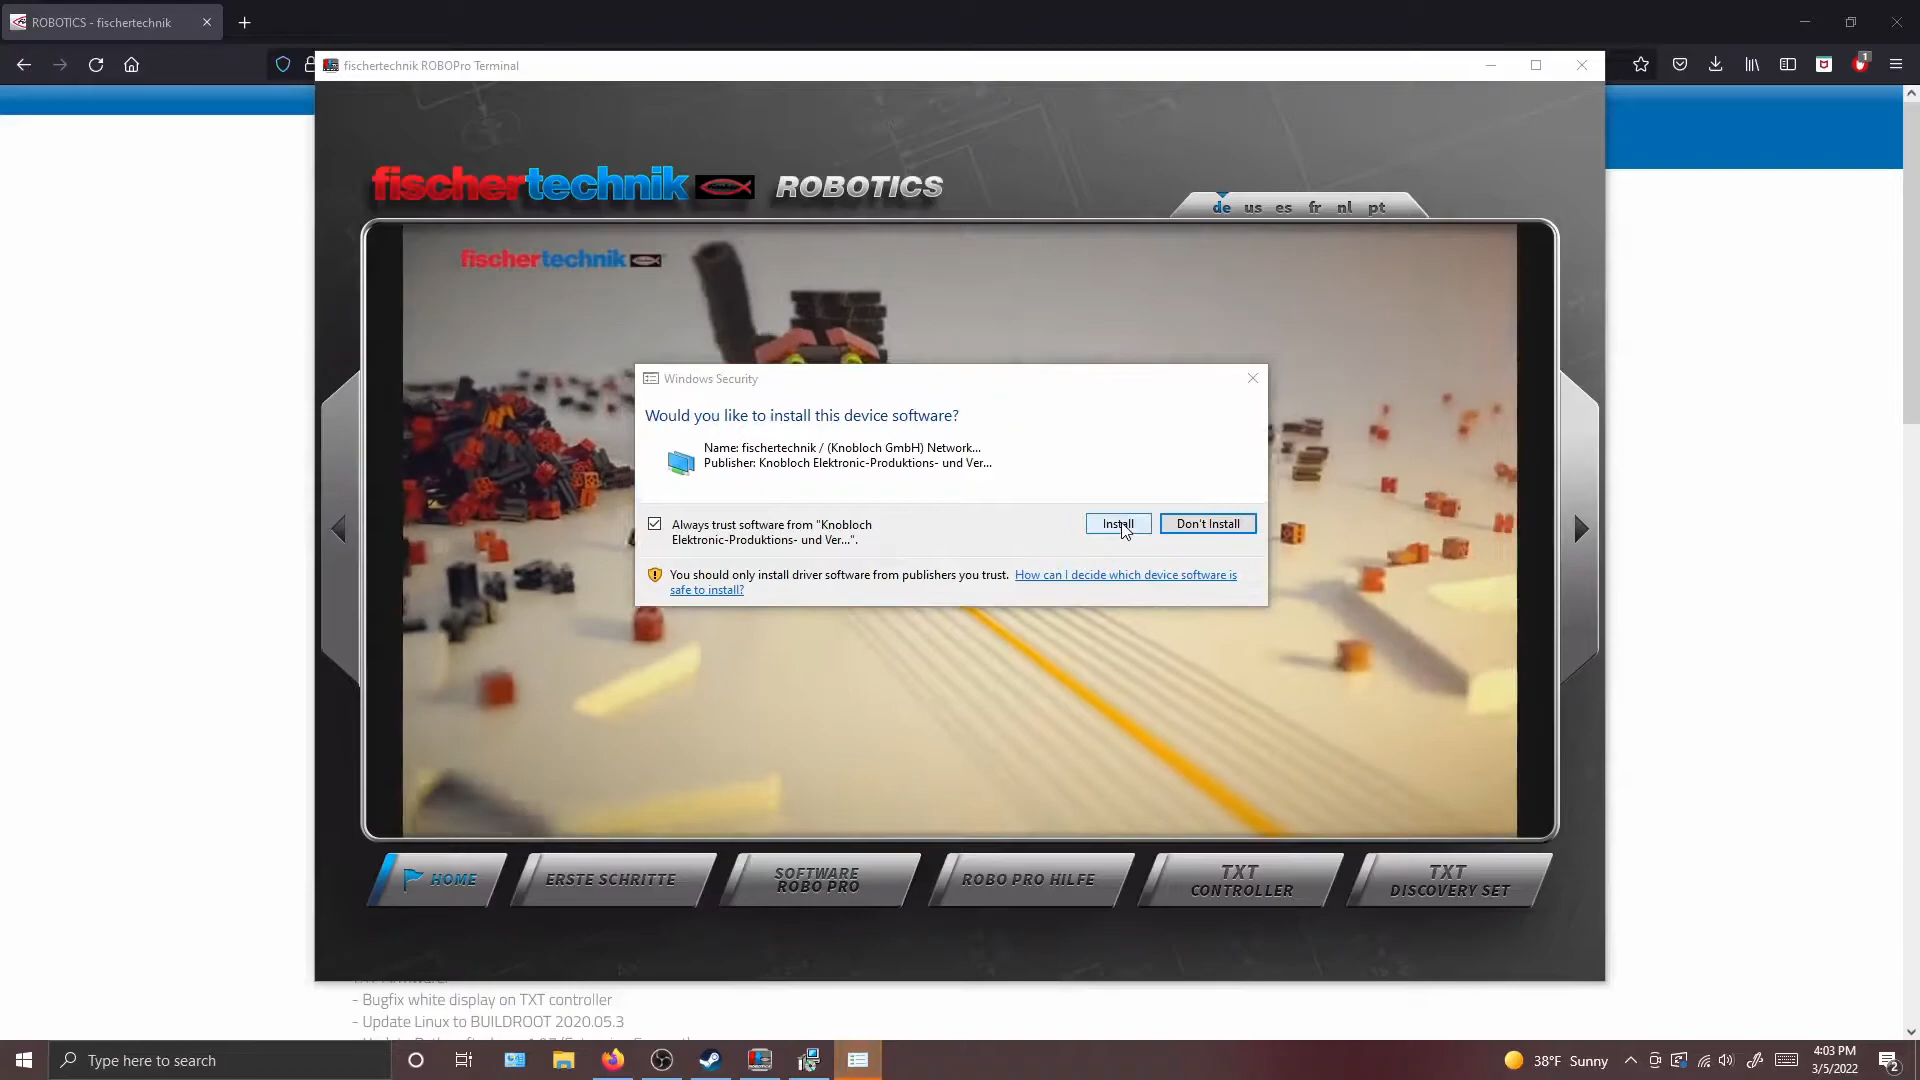 ROBOTICS - fischertechnik
fischertechnik ROBOPro Terminal
1
fischertechnik ROBOTICS
de us es fr nl pt
fischertechnik
Windows Security
Would you like to install this device software?
Name: fischertechnik / (Knobloch GmbH) Network...
Publisher: Knobloch Elektronic-Produktions- und Ver...
Always trust software from "Knobloch
Elektronic-Produktions- und Ver...".
Install
Don't Install
You should only install driver software from publishers you trust. How can I decide which device software is
safe to install?
HOME
ERSTE SCHRITTE
SOFTWARE
ROBO PRO
ROBO PRO HILFE
TXT
CONTROLLER
TXT
DISCOVERY SET
- Bugfix white display on TXT controller
- Update Linux to BUILDROOT 2020.05.3
Type here to search
38°F Sunny
4:03 PM
3/5/2022
2